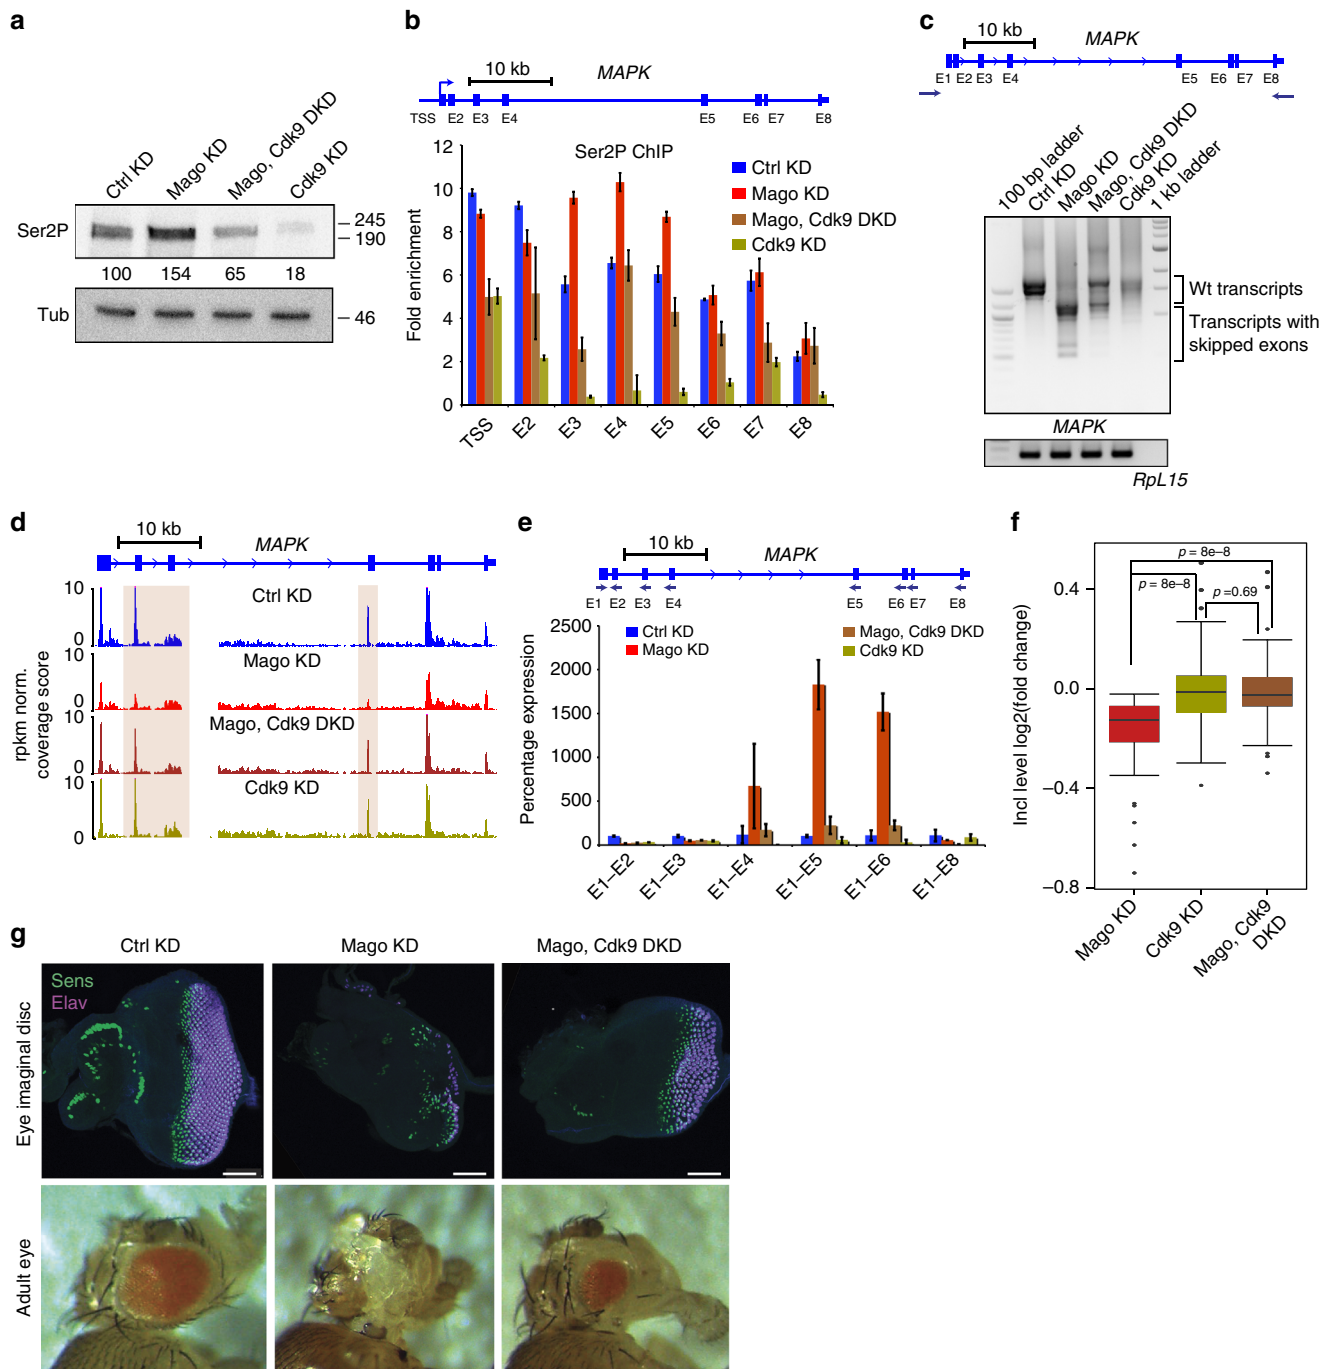 a
Ctrl KD
Mago KD
Mago, Cdk9 DKD
Cdk9 KD
Ser2P
245
190
100 154 65 18
Tub
46
b
10 kb
MAPK
TSS E2 E3 E4 E5 E6 E7 E8
Ser2P ChIP
Fold enrichment
12
10
8
6
4
2
0
Ctrl KD
Mago KD
Mago, Cdk9 DKD
Cdk9 KD
TSS E2 E3 E4 E5 E6 E7 E8
c
10 kb
MAPK
E1 E2 E3 E4 E5 E6 E7 E8
100 bp ladder
Ctrl KD
Mago KD
Mago, Cdk9 DKD
Cdk9 KD
1 kb ladder
Wt transcripts
Transcripts with
skipped exons
MAPK
RpL15
d
10 kb
MAPK
rpkm norm.
coverage score
10
Ctrl KD
0
10
Mago KD
0
10
Mago, Cdk9 DKD
0
10
Cdk9 KD
0
e
10 kb
MAPK
E1 E2 E3 E4 E5 E6 E7 E8
Percentage expression
2500
2000
1500
1000
500
0
Ctrl KD
Mago KD
Mago, Cdk9 DKD
Cdk9 KD
E1–E2 E1–E3 E1–E4 E1–E5 E1–E6 E1–E8
f
Incl level log2(fold change)
0.4
0.0
–0.4
–0.8
p = 8e–8
p = 8e–8
p =0.69
Mago KD
Cdk9 KD
Mago, Cdk9
DKD
g
Ctrl KD Mago KD Mago, Cdk9 DKD
Eye imaginal disc
Sens
Elav
Adult eye